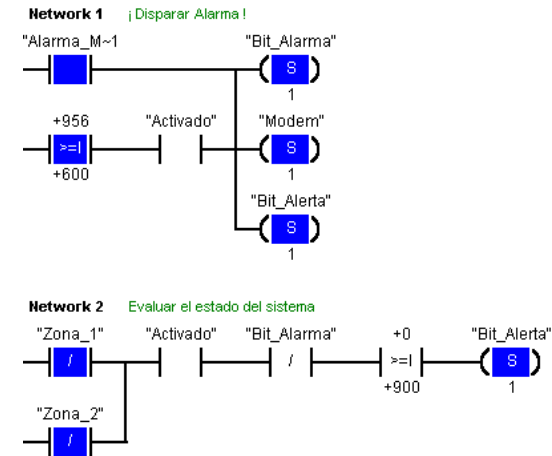 Network 1 ¡ Disparar Alarma !
"Alarma_M~1 "Bit_Alarma"
S
1
+956 "Activado" "Modem"
>=I S
+600 1
"Bit_Alerta"
S
1
Network 2 Evaluar el estado del sistema
"Zona_1" "Activado" "Bit_Alarma" +0 "Bit_Alerta"
/ / >=I S
+900 1
"Zona_2"
/